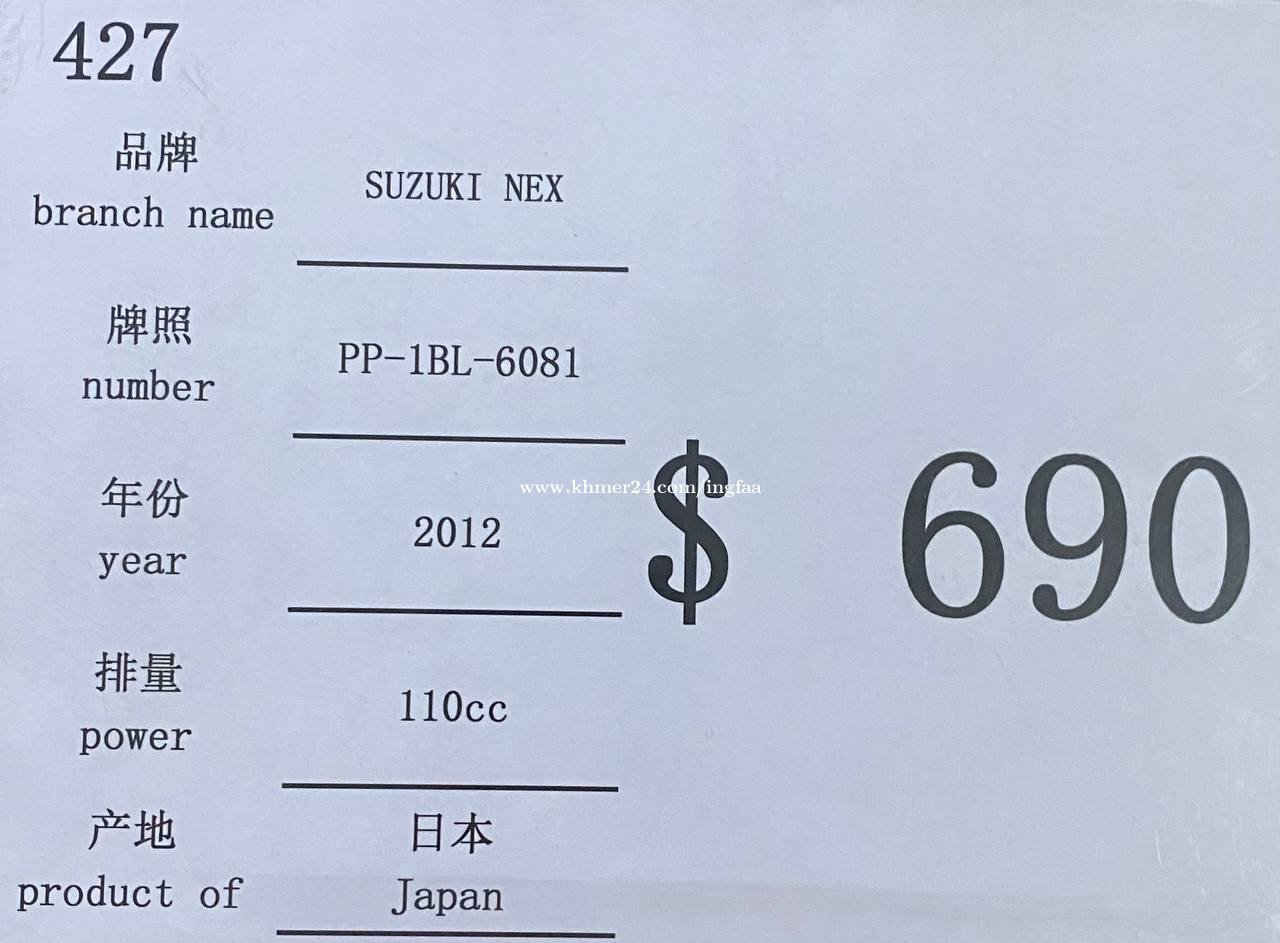 427
品牌
branch name
SUZUKI NEX
牌照
number
PP-1BL-6081
年份
year
2012
$ 690
www.khmer24.com/ingfaa
排量
power
110cc
产地
product of
日本
Japan